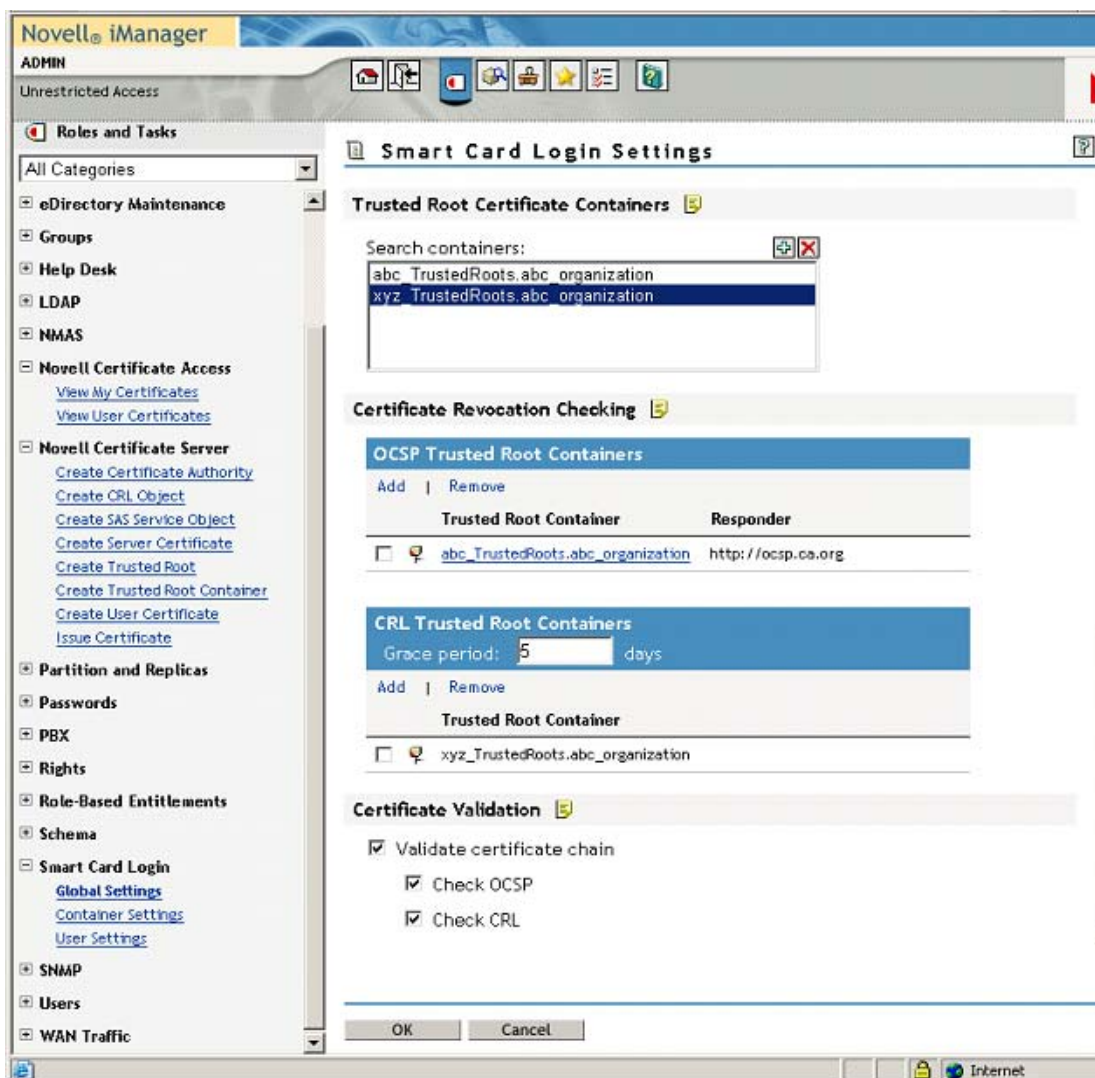 Novell® iManager
ADMIN
Unrestricted Access
Roles and Tasks
All Categories
eDirectory Maintenance
Groups
Help Desk
LDAP
NMAS
Novell Certificate Access
View My Certificates
View User Certificates
Novell Certificate Server
Create Certificate Authority
Create CRL Object
Create SAS Service Object
Create Server Certificate
Create Trusted Root
Create Trusted Root Container
Create User Certificate
Issue Certificate
Partition and Replicas
Passwords
PBX
Rights
Role-Based Entitlements
Schema
Smart Card Login
Global Settings
Container Settings
User Settings
SNMP
Users
WAN Traffic
Smart Card Login Settings
Trusted Root Certificate Containers
Search containers:
abc_TrustedRoots.abc_organization
xyz_TrustedRoots.abc_organization
Certificate Revocation Checking
OCSP Trusted Root Containers
Add | Remove
Trusted Root Container Responder
abc_TrustedRoots.abc_organization http://ocsp.ca.org
CRL Trusted Root Containers
Grace period: 5 days
Add | Remove
Trusted Root Container
xyz_TrustedRoots.abc_organization
Certificate Validation
Validate certificate chain
Check OCSP
Check CRL
OK Cancel
Internet